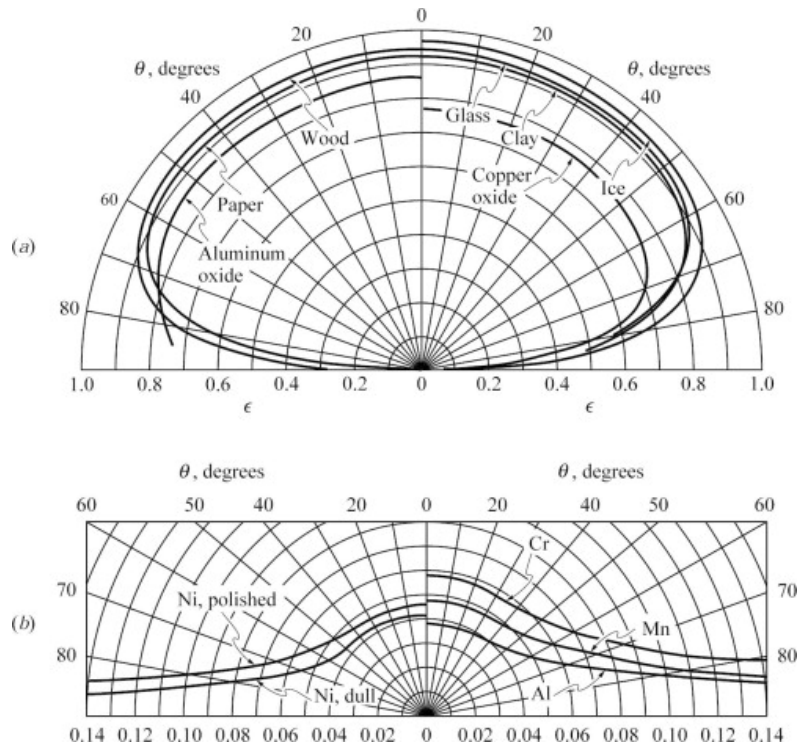 0
20
20
θ, degrees
θ, degrees
40
40
Glass
Clay
Wood
Copper
oxide
Ice
60
Paper
60
(a)
Aluminum
oxide
80
80
1.0 0.8 0.6 0.4 0.2 0 0.2 0.4 0.6 0.8 1.0
ϵ
ϵ
θ, degrees
θ, degrees
60 50 40 30 20 10 0 10 20 30 40 50 60
Cr
70
Ni, polished
70
(b)
Mn
80
80
Ni, dull
Al
0.14 0.12 0.10 0.08 0.06 0.04 0.02 0 0.02 0.04 0.06 0.08 0.10 0.12 0.14